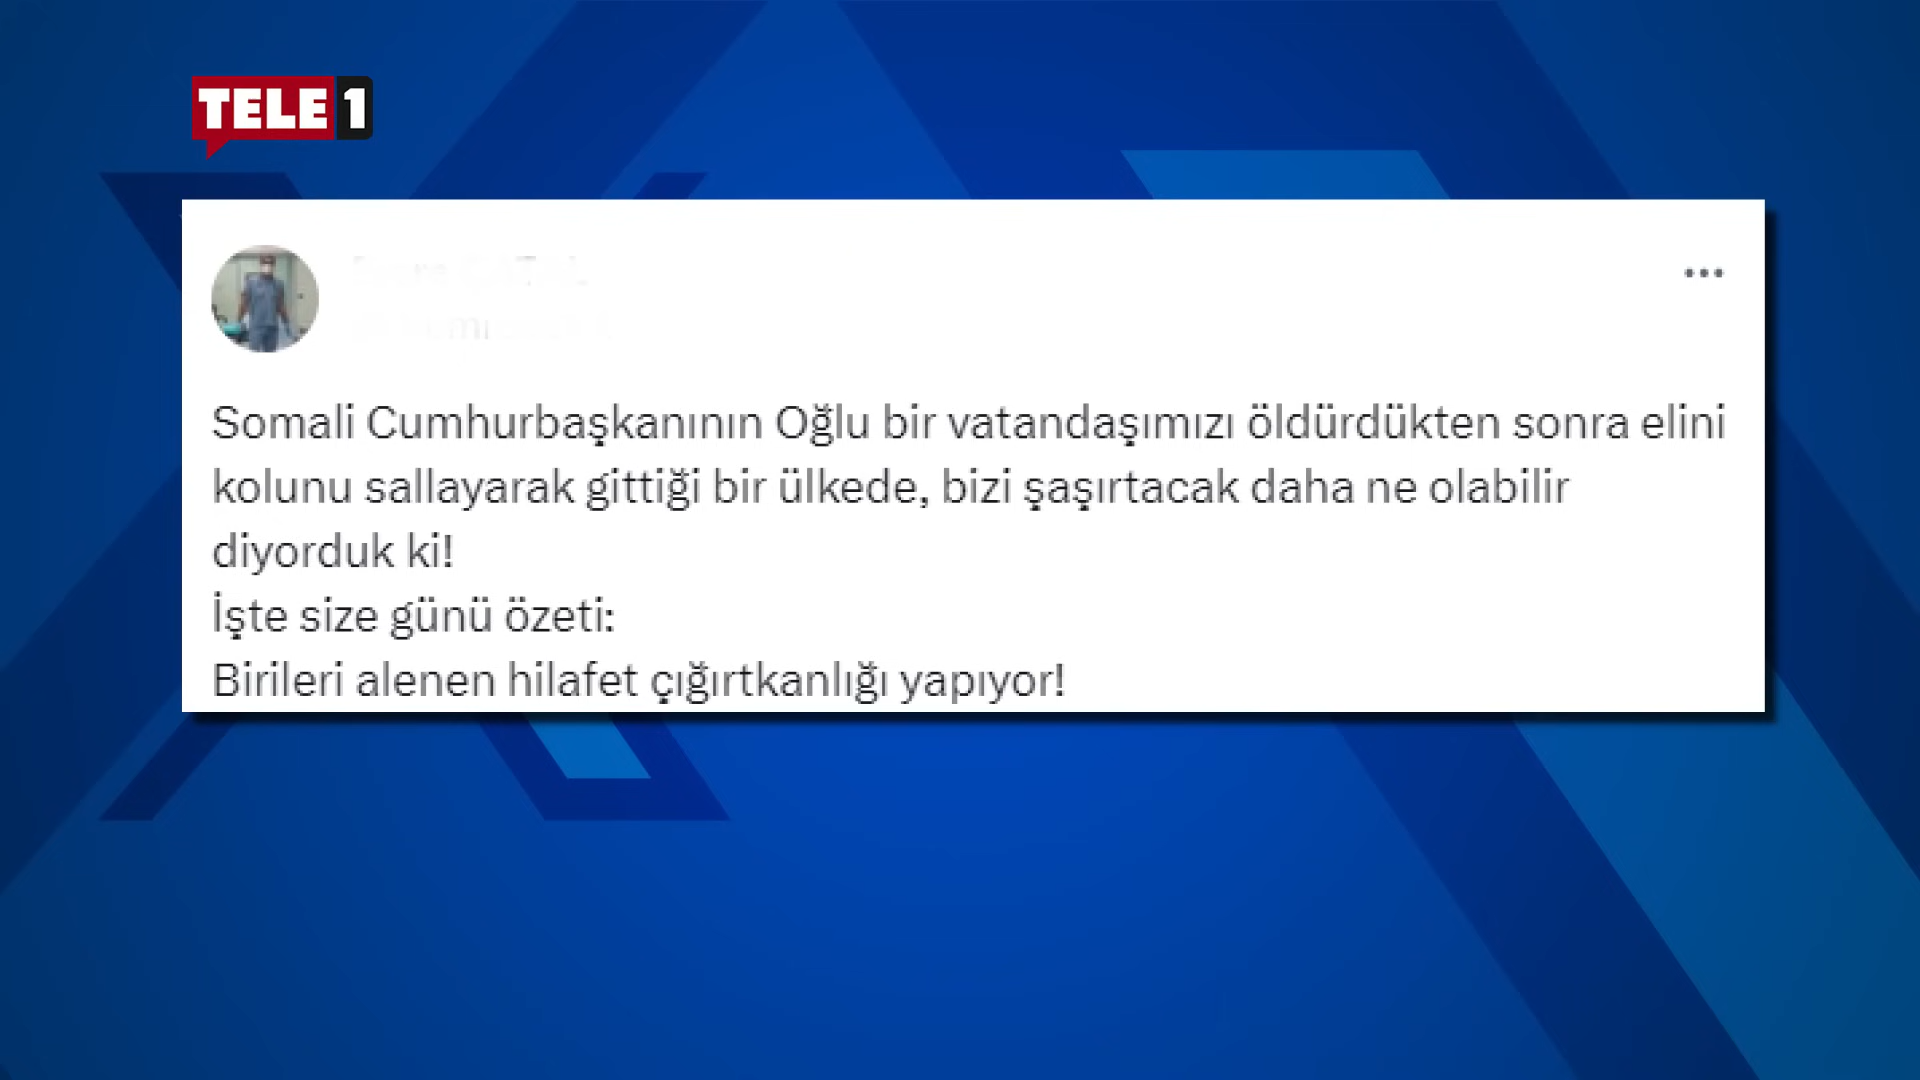 TELE1
Somali Cumhurbaşkanının Oğlu bir vatandaşımızı öldürdükten sonra elini
kolunu sallayarak gittiği bir ülkede, bizi şaşırtacak daha ne olabilir
diyorduk ki!
İşte size günü özeti:
Birileri alenen hilafet çığırtkanlığı yapıyor!